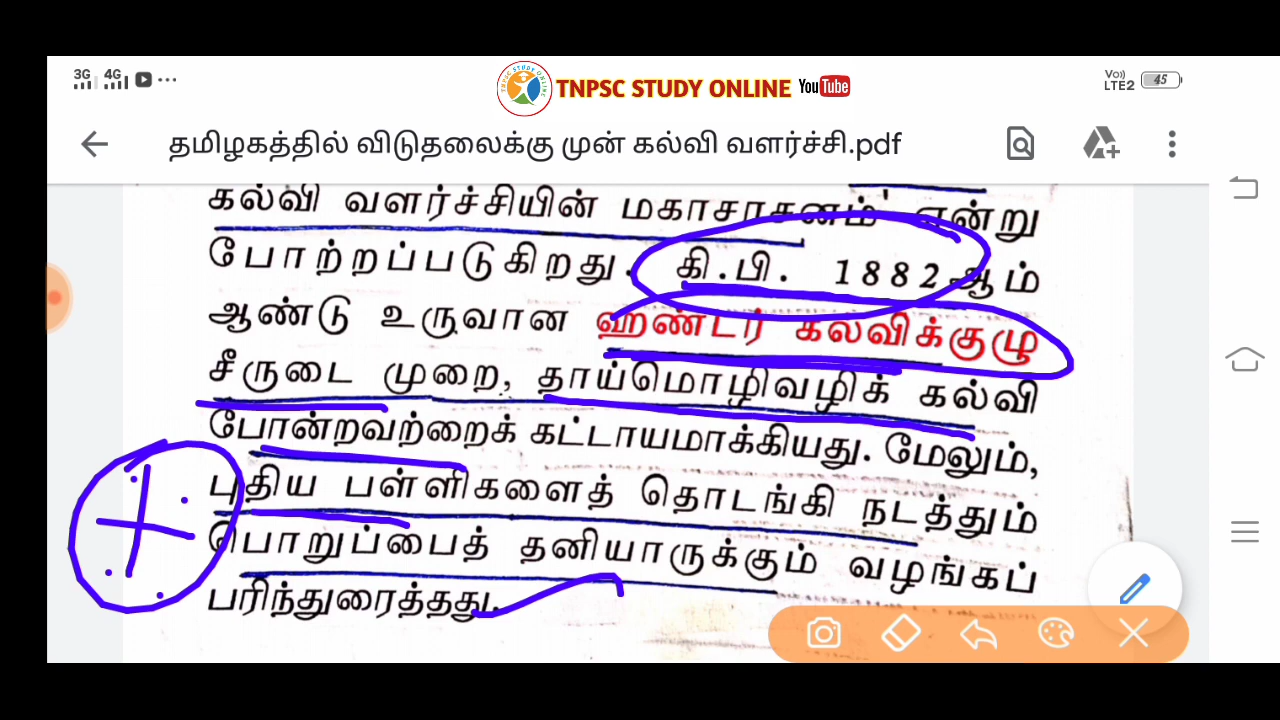 3G 4G
TNPSC STUDY ONLINE YouTube
Vo)) LTE2 45
தமிழகத்தில் விடுதலைக்கு முன் கல்வி வளர்ச்சி.pdf
கல்வி வளர்ச்சியின் மகாசாசனம்' என்று
போற்றப்படுகிறது. கி.பி. 1882ஆம்
ஆண்டு உருவான ஹண்டர் கல்விக்குழு
சீருடை முறை, தாய்மொழிவழிக் கல்வி
போன்றவற்றைக் கட்டாயமாக்கியது. மேலும்,
புதிய பள்ளிகளைத் தொடங்கி நடத்தும்
பொறுப்பைத் தனியாருக்கும் வழங்கப்
பரிந்துரைத்தது.